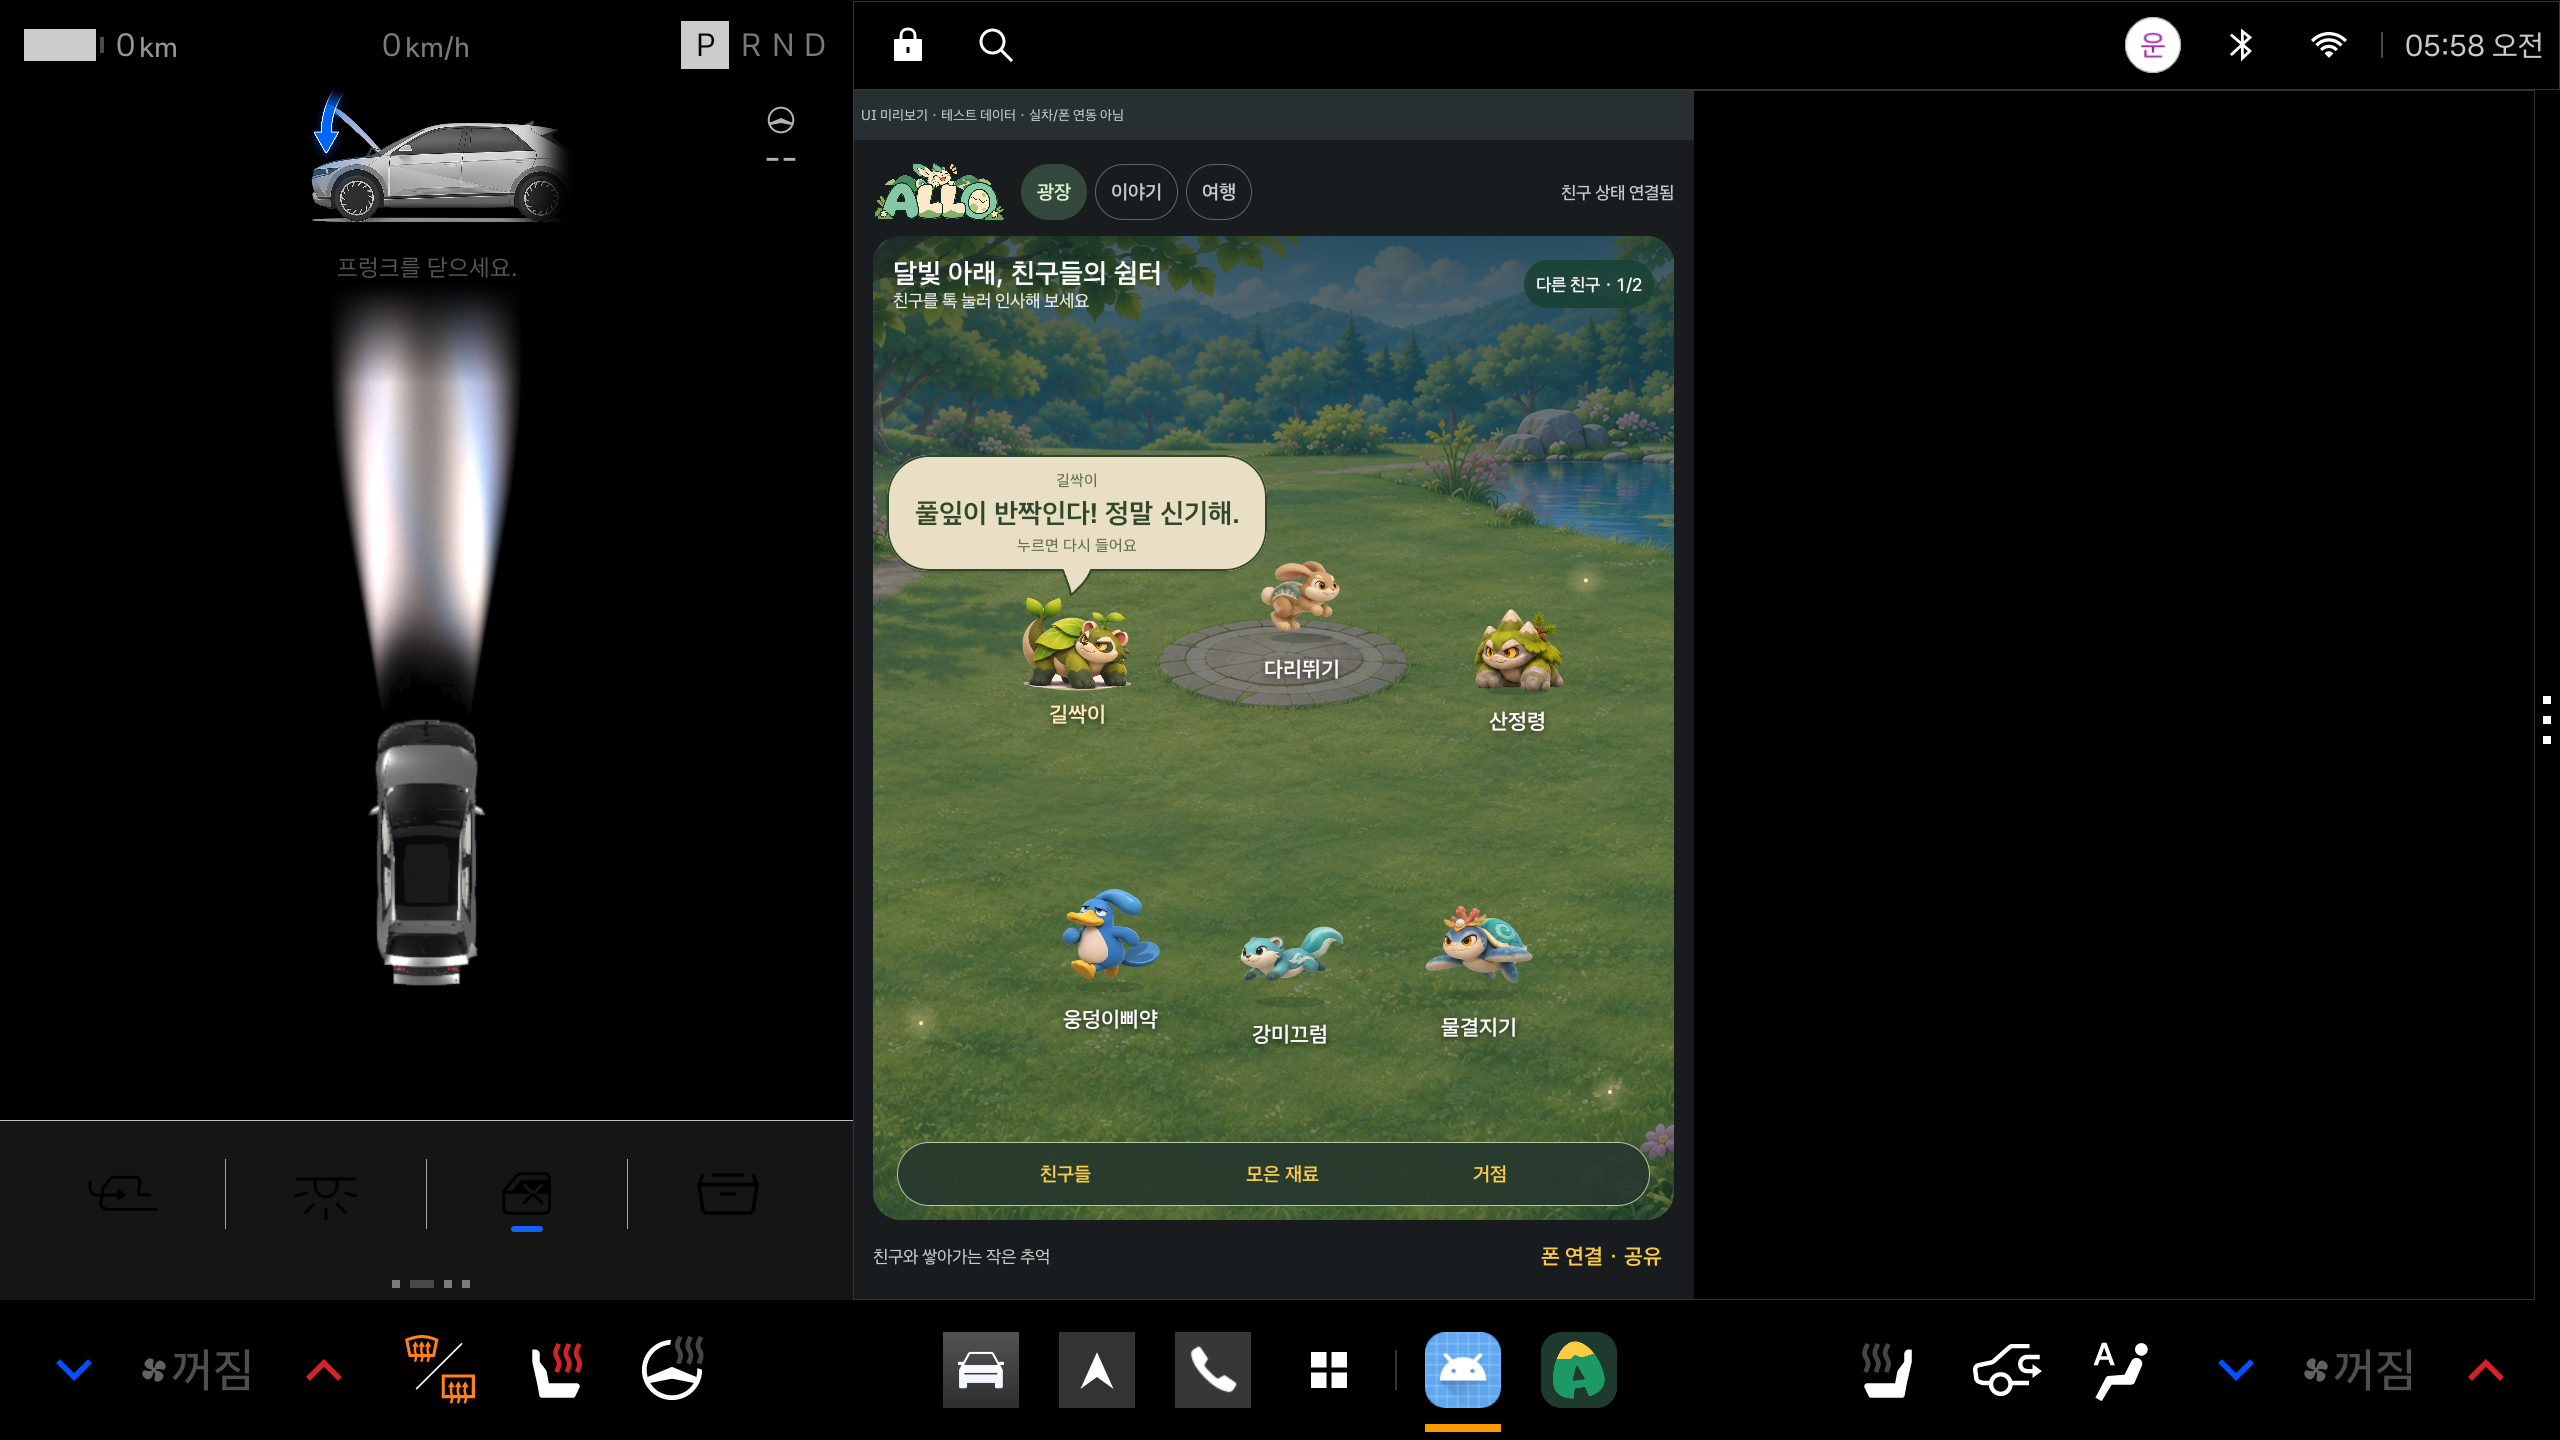 0 km
0 km/h
P R N D
운
05:58 오전
--
프렁크를 닫으세요.
UI 미리보기 · 테스트 데이터 · 실차/폰 연동 아님
ALLO
광장
이야기
여행
친구 상태 연결됨
달빛 아래, 친구들의 쉼터
친구를 톡 눌러 인사해 보세요
다른 친구 · 1/2
길싹이
풀잎이 반짝인다! 정말 신기해.
누르면 다시 들어요
다리뛰기
길싹이
산정령
웅덩이삐약
강미끄럼
물결지기
친구들
모은 재료
거점
친구와 쌓아가는 작은 추억
폰 연결 · 공유
꺼짐
A
A
꺼짐